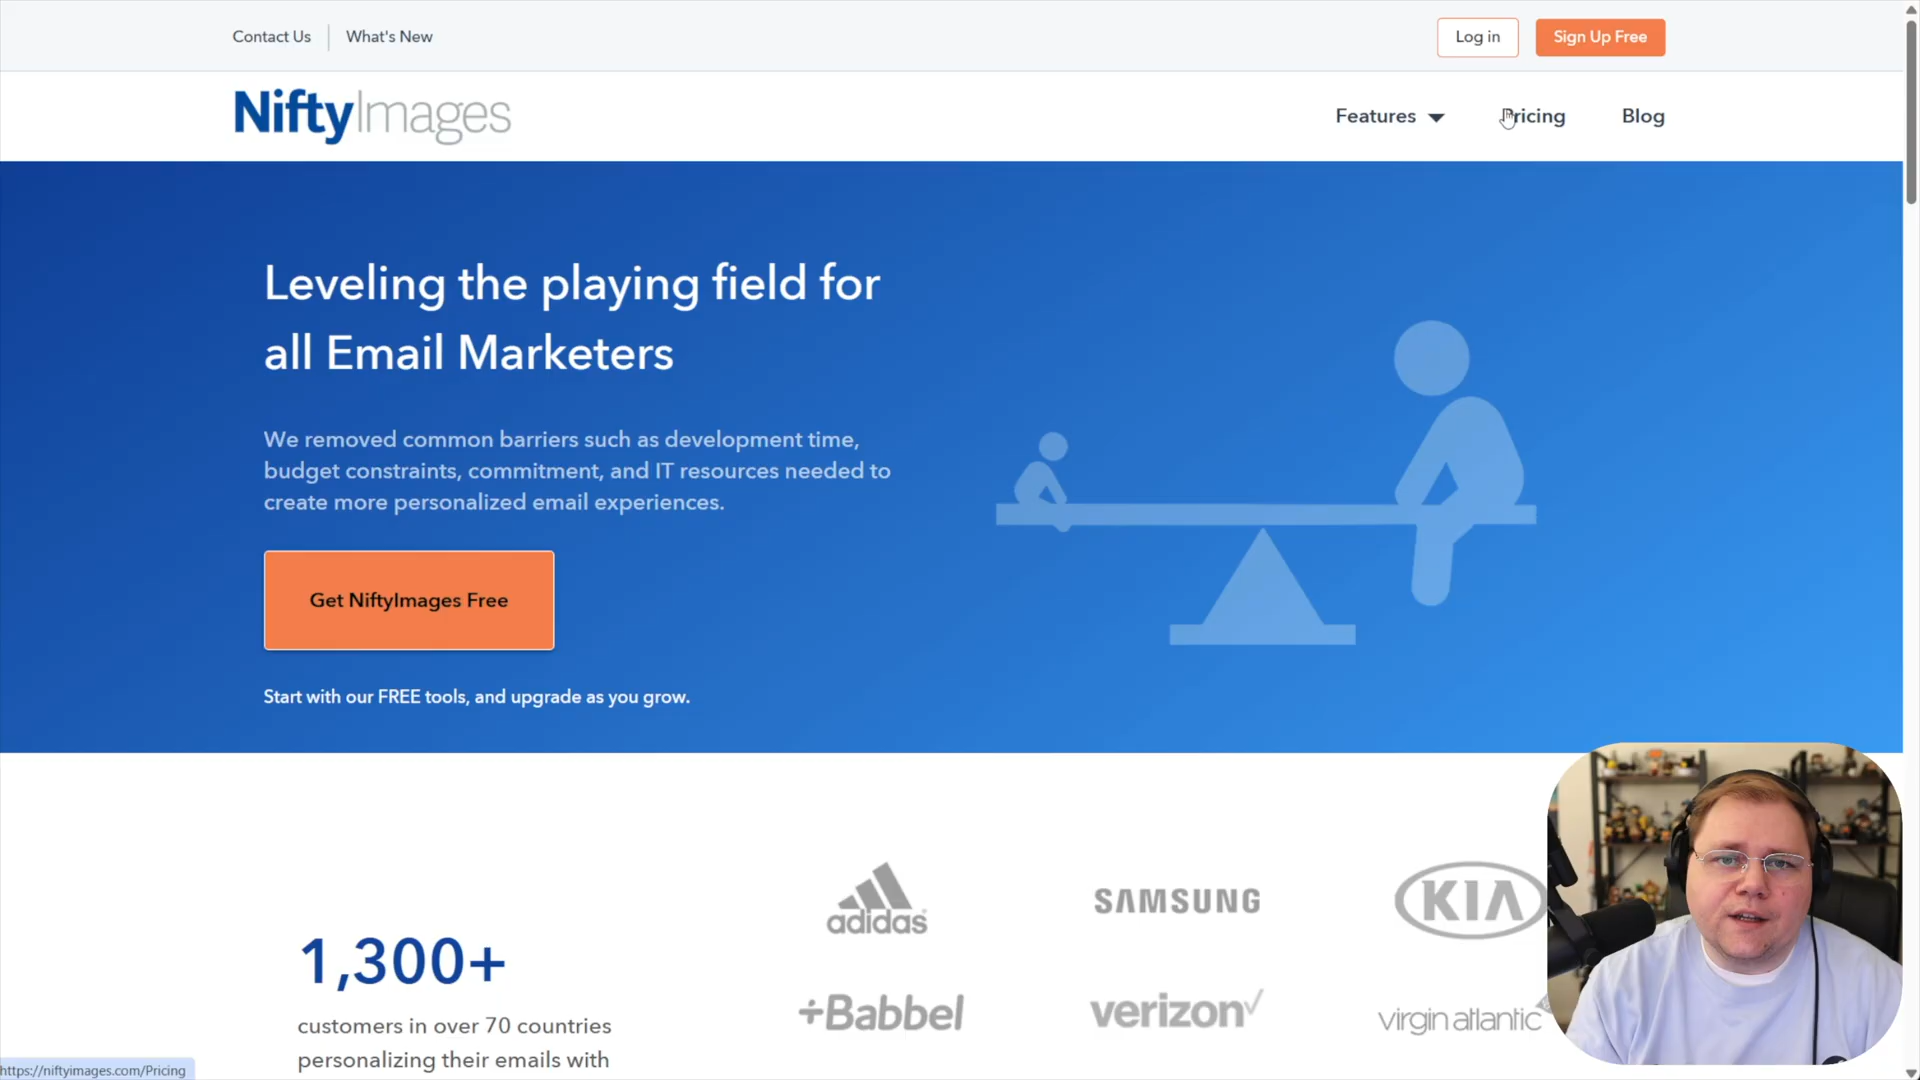 Contact Us
What's New
Log in
Sign Up Free
NiftyImages
Features
Pricing
Blog
Leveling the playing field for
all Email Marketers
We removed common barriers such as development time,
budget constraints, commitment, and IT resources needed to
create more personalized email experiences.
Get NiftyImages Free
Start with our FREE tools, and upgrade as you grow.
adidas
SAMSUNG
KIA
1,300+
+Babbel
verizon
virgin atlantic
customers in over 70 countries
personalizing their emails with
https://niftyimages.com/Pricing